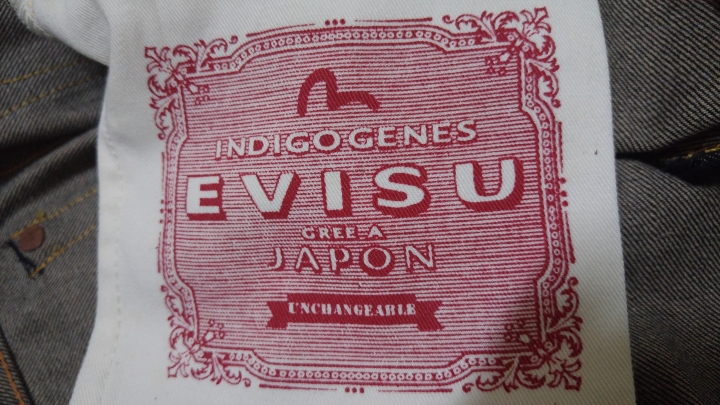 INDIGOGENES
EVISU
CREE A
JAPON
UNCHANGEABLE